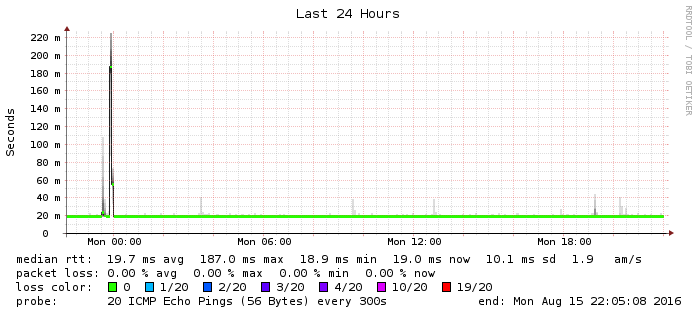 Last 24 Hours
RRDTOOL / TOBI OETIKER
Seconds
220 m
200 m
180 m
160 m
140 m
120 m
100 m
80 m
60 m
40 m
20 m
0
Mon 00:00 Mon 06:00 Mon 12:00 Mon 18:00
median rtt: 19.7 ms avg 187.0 ms max 18.9 ms min 19.0 ms now 10.1 ms sd 1.9 am/s
packet loss: 0.00 % avg 0.00 % max 0.00 % min 0.00 % now
loss color: 0 1/20 2/20 3/20 4/20 10/20 19/20
probe: 20 ICMP Echo Pings (56 Bytes) every 300s end: Mon Aug 15 22:05:08 2016